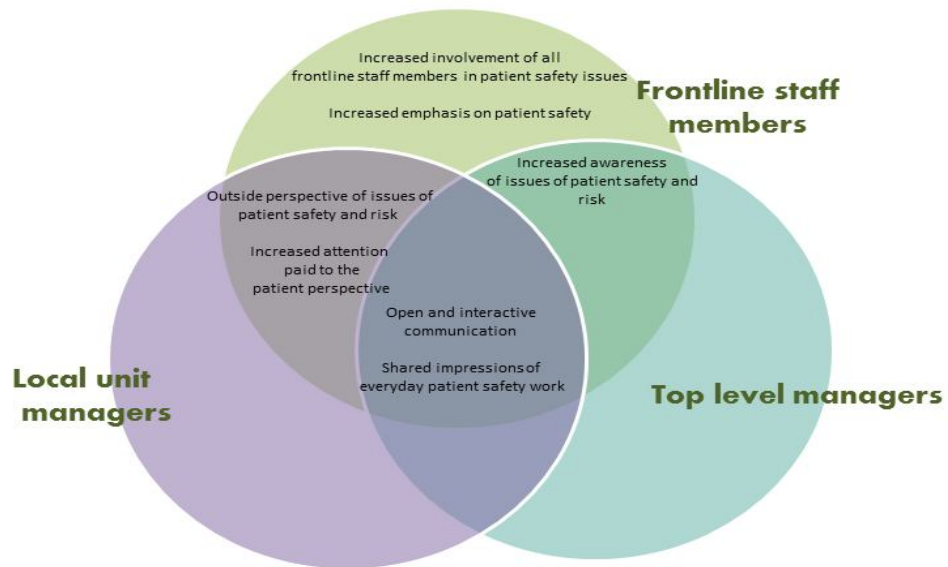 Increased involvement of all
frontline staff members in patient safety issues
Increased emphasis on patient safety
Frontline staff
members
Increased awareness
of issues of patient safety and
risk
Outside perspective of issues of
patient safety and risk
Increased attention
paid to the
patient perspective
Open and interactive
communication
Shared impressions of
everyday patient safety work
Local unit
managers
Top level managers